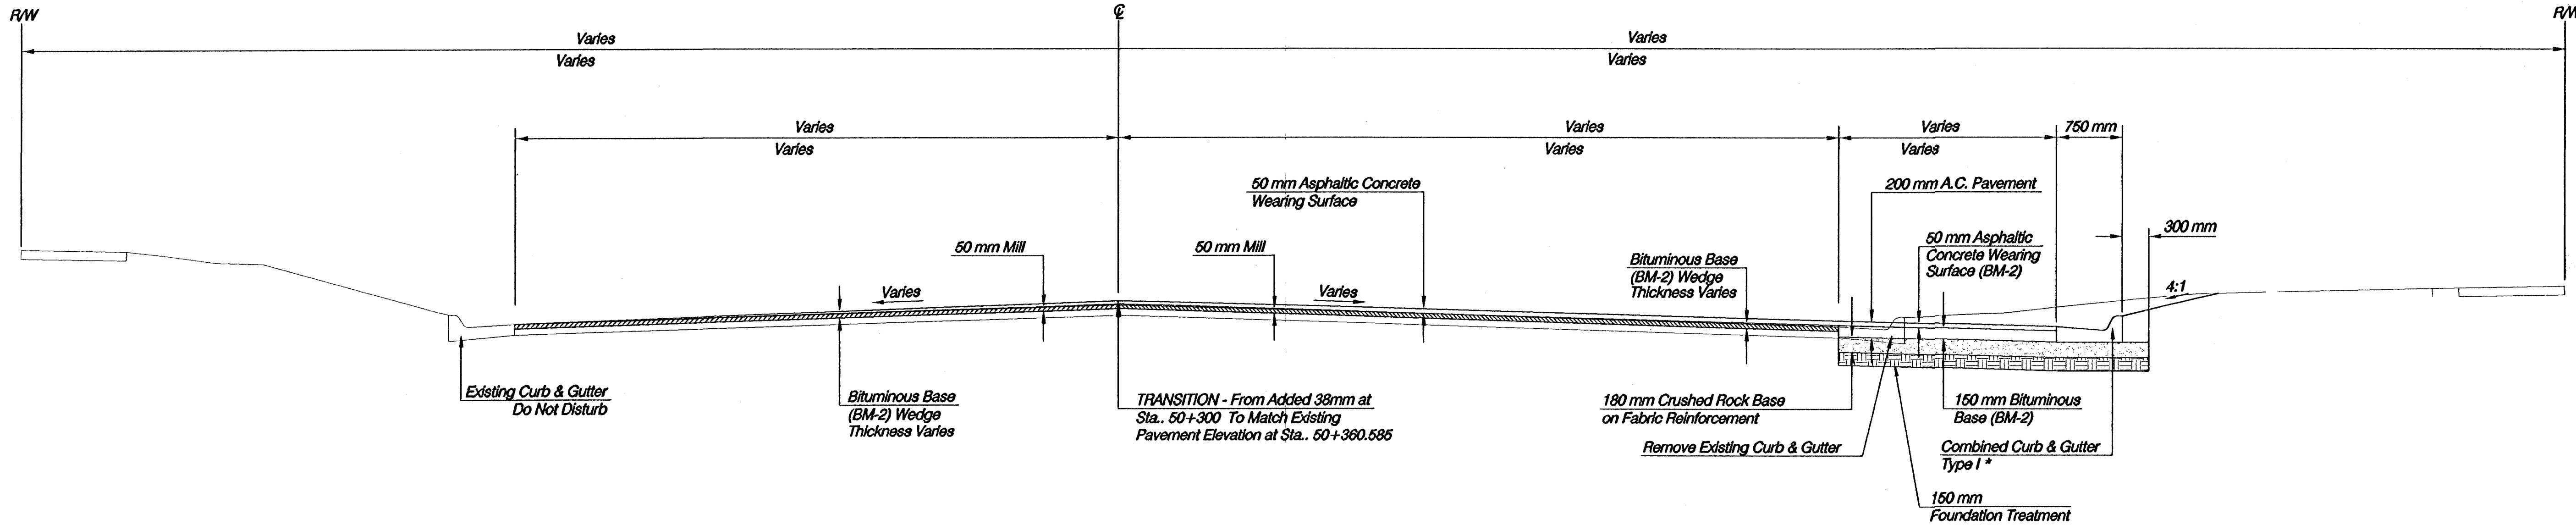 R/W
℄
R/W
Varies
Varies
Varies
Varies
Varies
Varies
Varies
Varies
Varies
Varies
750 mm
50 mm Asphaltic Concrete
Wearing Surface
200 mm A.C. Pavement
300 mm
50 mm Mill
50 mm Mill
Bituminous Base
(BM-2) Wedge
Thickness Varies
50 mm Asphaltic
Concrete Wearing
Surface (BM-2)
Varies
Varies
4:1
Existing Curb & Gutter
Do Not Disturb
Bituminous Base
(BM-2) Wedge
Thickness Varies
TRANSITION - From Added 38mm at
Sta.. 50+300 To Match Existing
Pavement Elevation at Sta.. 50+360.585
180 mm Crushed Rock Base
on Fabric Reinforcement
150 mm Bituminous
Base (BM-2)
Remove Existing Curb & Gutter
Combined Curb & Gutter
Type I *
150 mm
Foundation Treatment